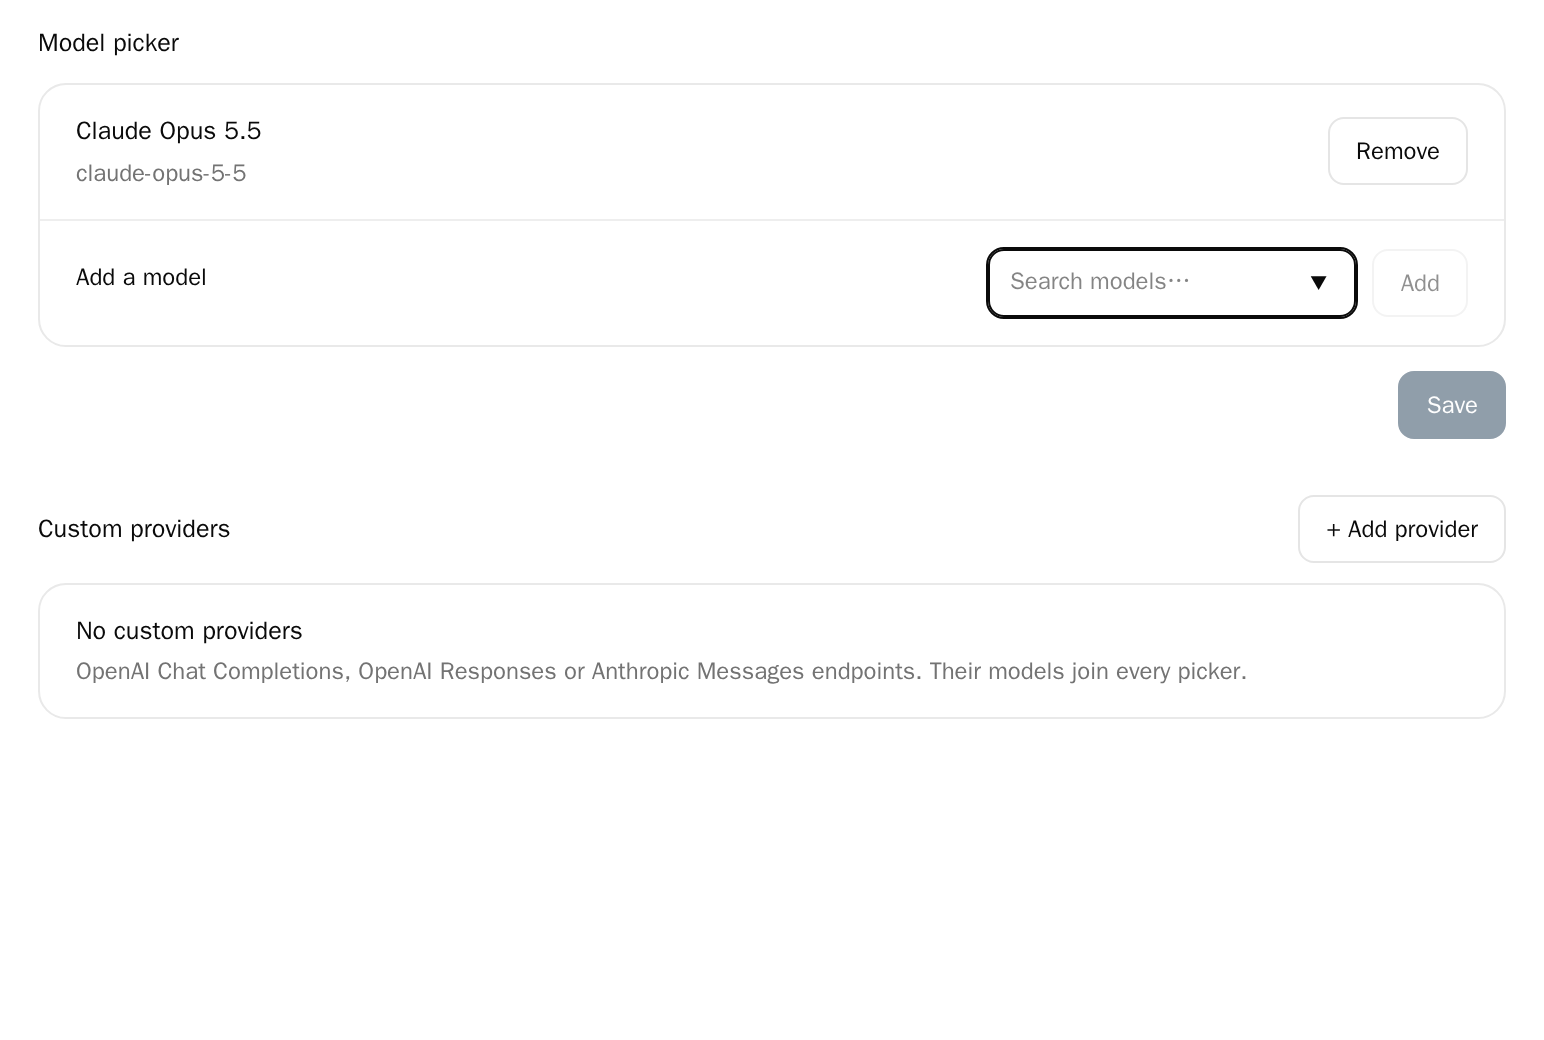 Model picker
Claude Opus 5.5
claude-opus-5-5
Remove
Add a model
Search models…
Add
Save
Custom providers
+ Add provider
No custom providers
OpenAI Chat Completions, OpenAI Responses or Anthropic Messages endpoints. Their models join every picker.